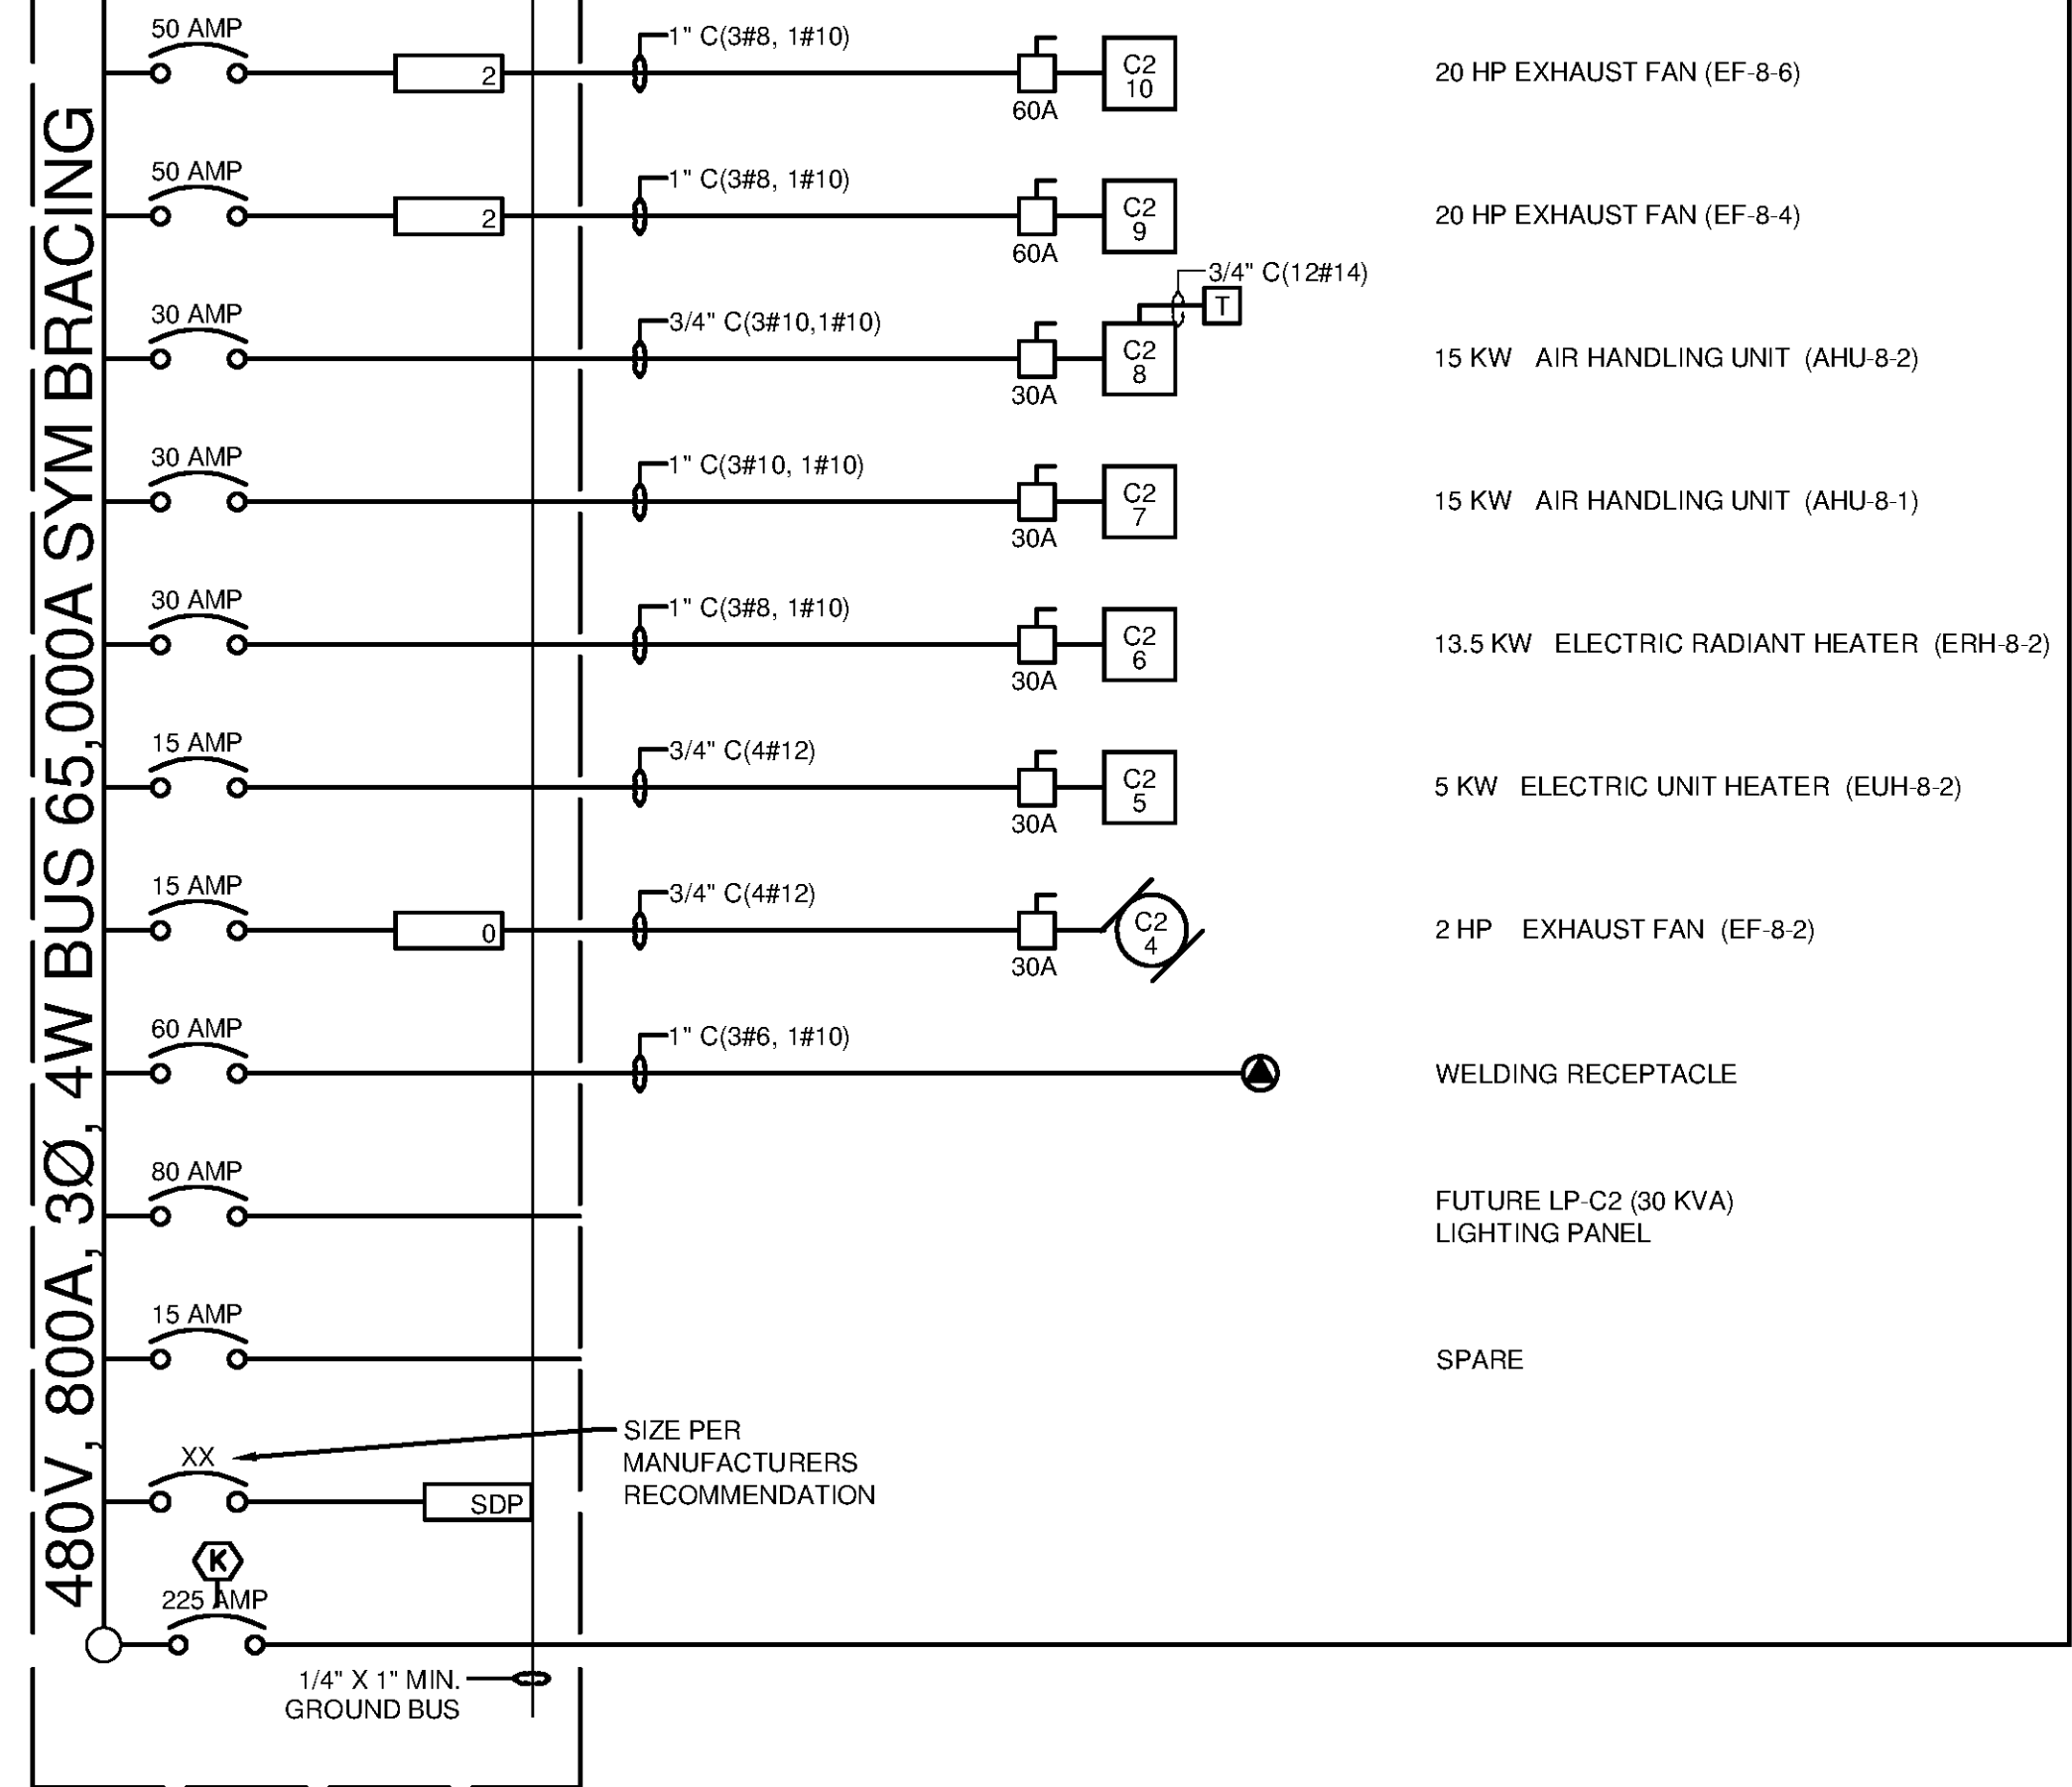 480V, 800A, 3Ø, 4W BUS 65,000A SYM BRACING
50 AMP
2
1" C(3#8, 1#10)
60A
C2
10
20 HP EXHAUST FAN (EF-8-6)
50 AMP
2
1" C(3#8, 1#10)
60A
C2
9
20 HP EXHAUST FAN (EF-8-4)
3/4" C(12#14)
T
30 AMP
3/4" C(3#10,1#10)
30A
C2
8
15 KW AIR HANDLING UNIT (AHU-8-2)
30 AMP
1" C(3#10, 1#10)
30A
C2
7
15 KW AIR HANDLING UNIT (AHU-8-1)
30 AMP
1" C(3#8, 1#10)
30A
C2
6
13.5 KW ELECTRIC RADIANT HEATER (ERH-8-2)
15 AMP
3/4" C(4#12)
30A
C2
5
5 KW ELECTRIC UNIT HEATER (EUH-8-2)
15 AMP
0
3/4" C(4#12)
30A
C2
4
2 HP EXHAUST FAN (EF-8-2)
60 AMP
1" C(3#6, 1#10)
WELDING RECEPTACLE
80 AMP
FUTURE LP-C2 (30 KVA)
LIGHTING PANEL
15 AMP
SPARE
XX
SDP
SIZE PER
MANUFACTURERS
RECOMMENDATION
K
225 AMP
1/4" X 1" MIN.
GROUND BUS